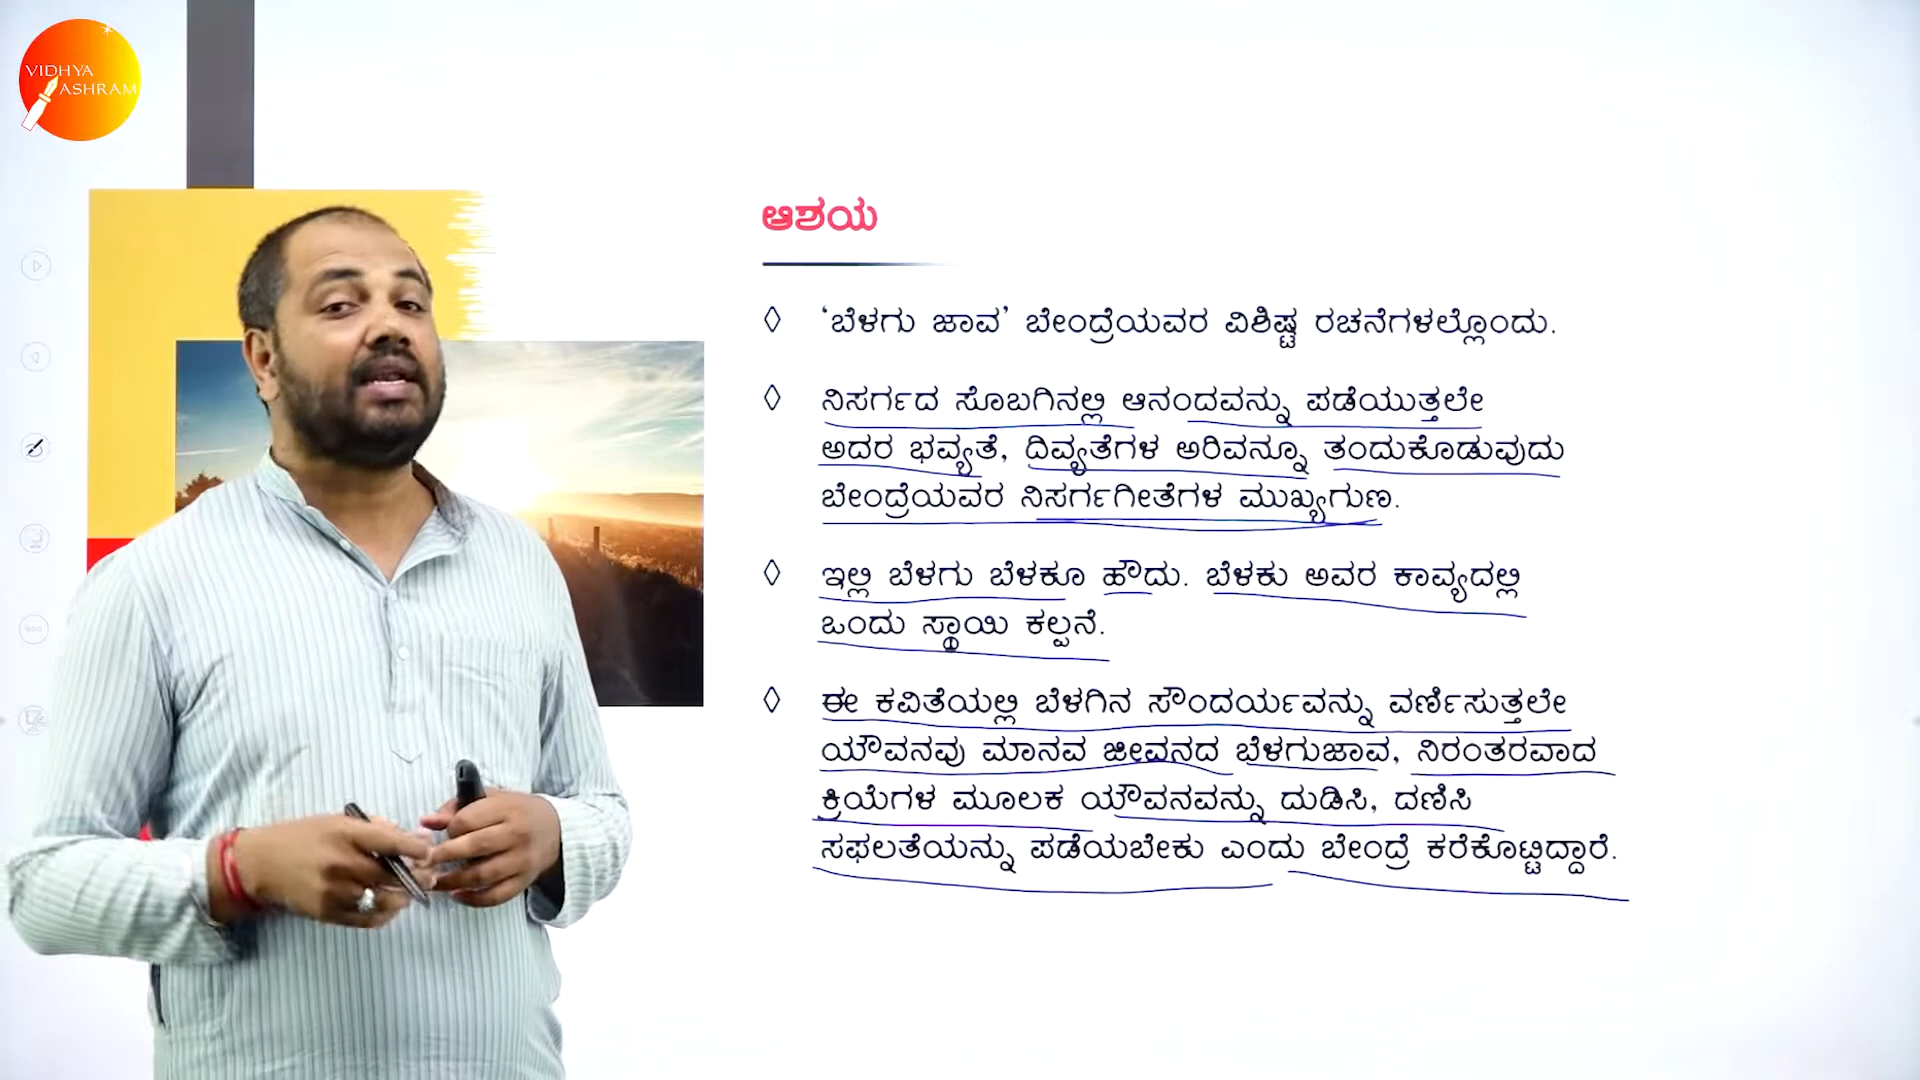 VIDHYA
ASHRAM
ಆಶಯ
‘ಬೆಳಗು ಜಾವ’ ಬೇಂದ್ರೆಯವರ ವಿಶಿಷ್ಟ ರಚನೆಗಳಲ್ಲೊಂದು.
ನಿಸರ್ಗದ ಸೊಬಗಿನಲ್ಲಿ ಆನಂದವನ್ನು ಪಡೆಯುತ್ತಲೇ
ಅದರ ಭವ್ಯತೆ, ದಿವ್ಯತೆಗಳ ಅರಿವನ್ನೂ ತಂದುಕೊಡುವುದು
ಬೇಂದ್ರೆಯವರ ನಿಸರ್ಗಗೀತೆಗಳ ಮುಖ್ಯಗುಣ.
ಇಲ್ಲಿ ಬೆಳಗು ಬೆಳಕೂ ಹೌದು. ಬೆಳಕು ಅವರ ಕಾವ್ಯದಲ್ಲಿ
ಒಂದು ಸ್ಥಾಯಿ ಕಲ್ಪನೆ.
ಈ ಕವಿತೆಯಲ್ಲಿ ಬೆಳಗಿನ ಸೌಂದರ್ಯವನ್ನು ವರ್ಣಿಸುತ್ತಲೇ
ಯೌವನವು ಮಾನವ ಜೀವನದ ಬೆಳಗುಜಾವ, ನಿರಂತರವಾದ
ಕ್ರಿಯೆಗಳ ಮೂಲಕ ಯೌವನವನ್ನು ದುಡಿಸಿ, ದಣಿಸಿ
ಸಫಲತೆಯನ್ನು ಪಡೆಯಬೇಕು ಎಂದು ಬೇಂದ್ರೆ ಕರೆಕೊಟ್ಟಿದ್ದಾರೆ.